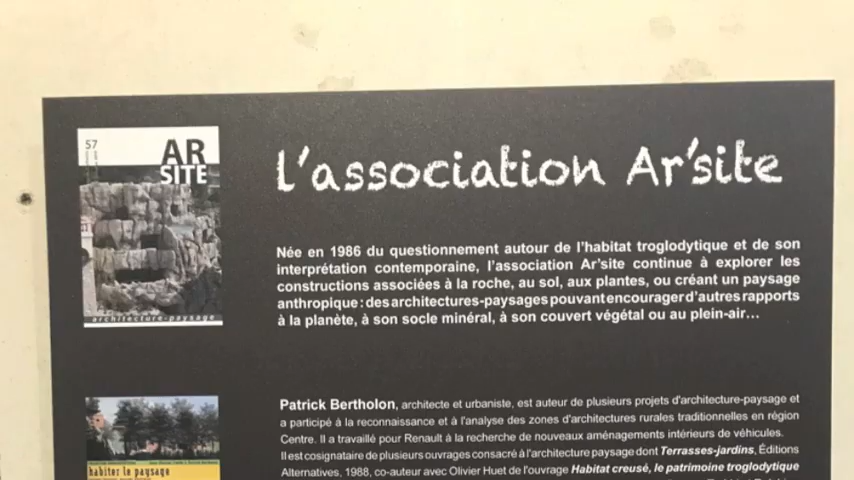 57
AR
SITE
architecture-paysage
l'association Ar'site
Née en 1986 du questionnement autour de l'habitat troglodytique et de son
interprétation contemporaine, l'association Ar'site continue à explorer les
constructions associées à la roche, au sol, aux plantes, ou créant un paysage
anthropique : des architectures-paysages pouvant encourager d'autres rapports
à la planète, à son socle minéral, à son couvert végétal ou au plein-air...
habiter le paysage
Patrick Bertholon, architecte et urbaniste, est auteur de plusieurs projets d'architecture-paysage et
a participé à la reconnaissance et à l'analyse des zones d'architectures rurales traditionnelles en région
Centre. Il a travaillé pour Renault à la recherche de nouveaux aménagements intérieurs de véhicules.
Il est cosignataire de plusieurs ouvrages consacré à l'architecture paysage dont Terrasses-jardins, Éditions
Alternatives, 1988, co-auteur avec Olivier Huet de l'ouvrage Habitat creusé, le patrimoine troglodytique